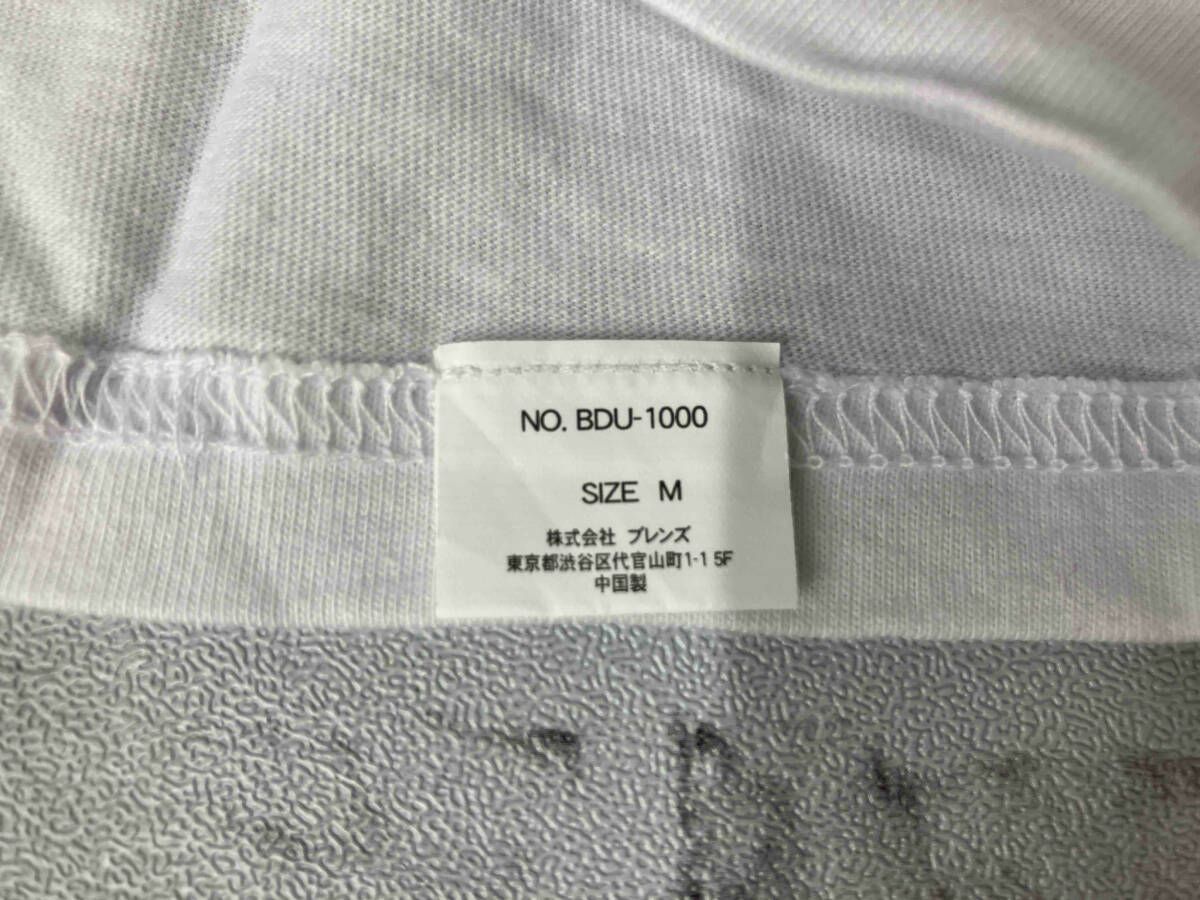 NO. BDU-1000
SIZE M
株式会社 ブレンズ
東京都渋谷区代官山町1-1 5F
中国製